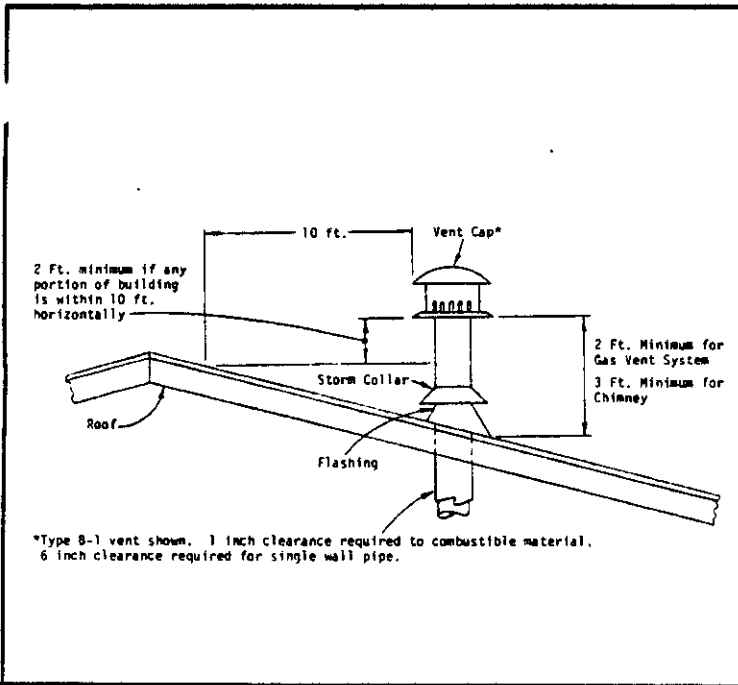 10 ft.
Vent Cap*
2 Ft. minimum if any
portion of building
is within 10 ft.
horizontally
2 Ft. Minimum for
Gas Vent System
3 Ft. Minimum for
Chimney
Storm Collar
Roof
Flashing
*Type B-1 vent shown. 1 inch clearance required to combustible material.
6 inch clearance required for single wall pipe.